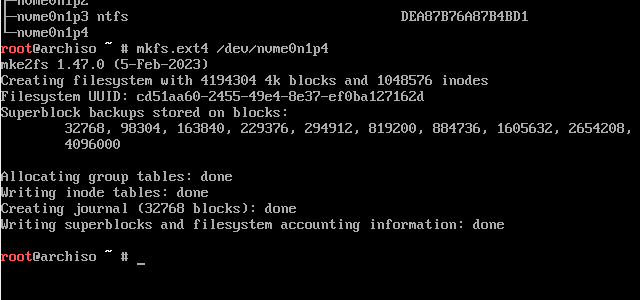 ├─nvme0n1p2
├─nvme0n1p3 ntfs DEA87B76A87B4BD1
└─nvme0n1p4
root@archiso ~ # mkfs.ext4 /dev/nvme0n1p4
mke2fs 1.47.0 (5-Feb-2023)
Creating filesystem with 4194304 4k blocks and 1048576 inodes
Filesystem UUID: cd51aa60-2455-49e4-8e37-ef0ba127162d
Superblock backups stored on blocks:
32768, 98304, 163840, 229376, 294912, 819200, 884736, 1605632, 2654208,
4096000
Allocating group tables: done
Writing inode tables: done
Creating journal (32768 blocks): done
Writing superblocks and filesystem accounting information: done
root@archiso ~ # _